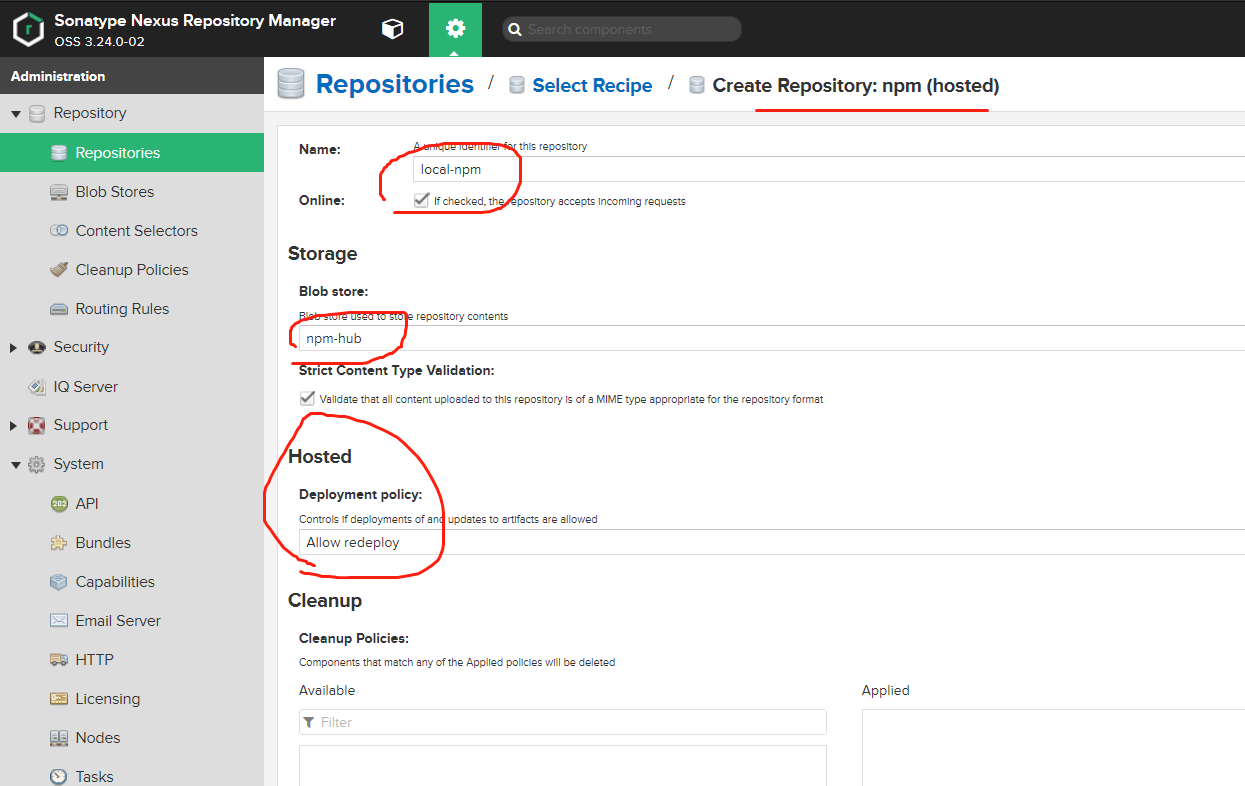 Sonatype Nexus Repository Manager
OSS 3.24.0-02
Search components
Administration
Repositories / Select Recipe / Create Repository: npm (hosted)
Repository
Repositories
Blob Stores
Content Selectors
Cleanup Policies
Routing Rules
Security
IQ Server
Support
System
API
Bundles
Capabilities
Email Server
HTTP
Licensing
Nodes
Tasks
Name:
A unique identifier for this repository
local-npm
Online:
If checked, the repository accepts incoming requests
Storage
Blob store:
Blob store used to store repository contents
npm-hub
Strict Content Type Validation:
Validate that all content uploaded to this repository is of a MIME type appropriate for the repository format
Hosted
Deployment policy:
Controls if deployments of and updates to artifacts are allowed
Allow redeploy
Cleanup
Cleanup Policies:
Components that match any of the Applied policies will be deleted
Available
Applied
Filter